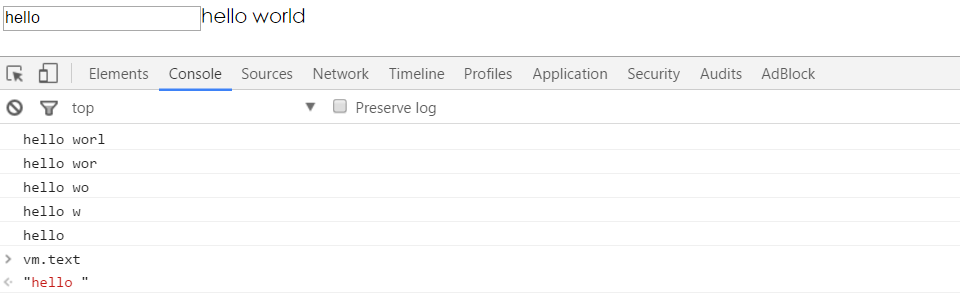 hello hello world
Elements Console Sources Network Timeline Profiles Application Security Audits AdBlock
top Preserve log
hello worl
hello wor
hello wo
hello w
hello
vm.text
"hello "